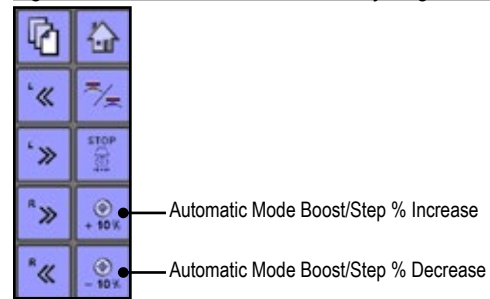 L
STOP
L
R
+ 10%
Automatic Mode Boost/Step % Increase
R
- 10%
Automatic Mode Boost/Step % Decrease